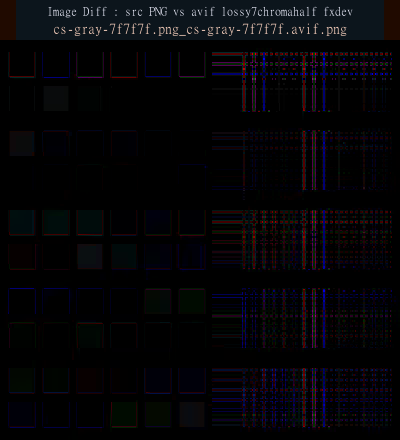 Image Diff : src PNG vs avif lossy7chromahalf fxdev
cs-gray-7f7f7f.png_cs-gray-7f7f7f.avif.png